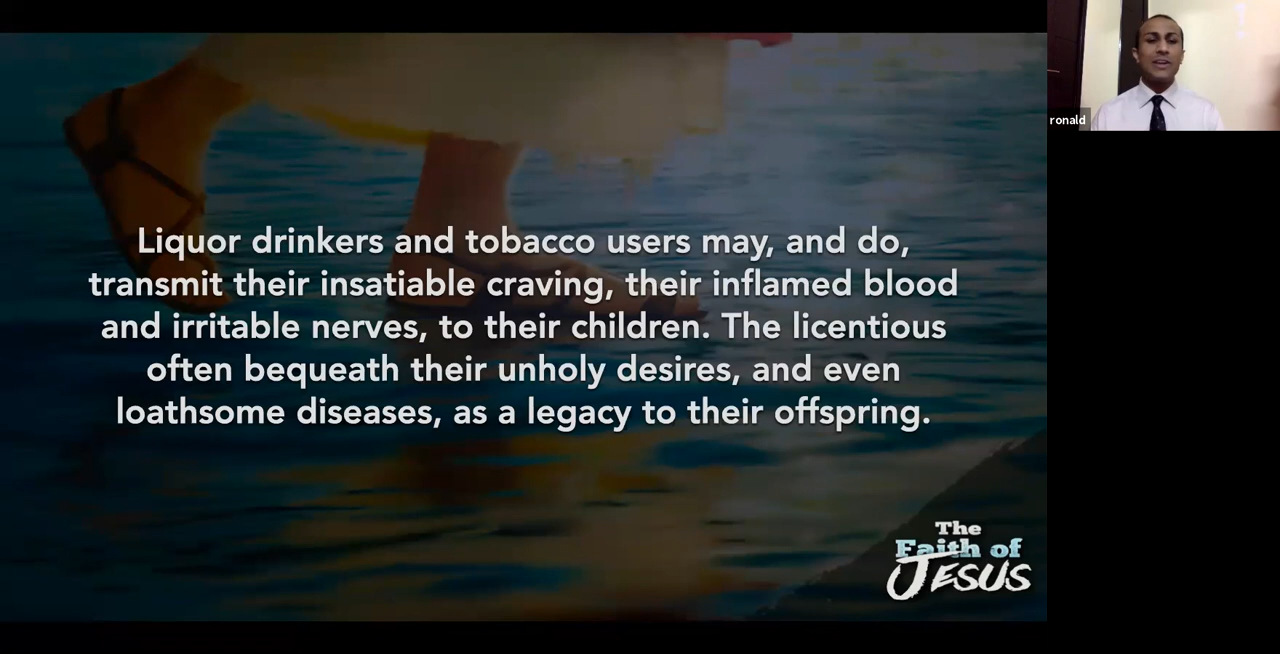 ronald
Liquor drinkers and tobacco users may, and do,
transmit their insatiable craving, their inflamed blood
and irritable nerves, to their children. The licentious
often bequeath their unholy desires, and even
loathsome diseases, as a legacy to their offspring.
The
Faith of
JESUS